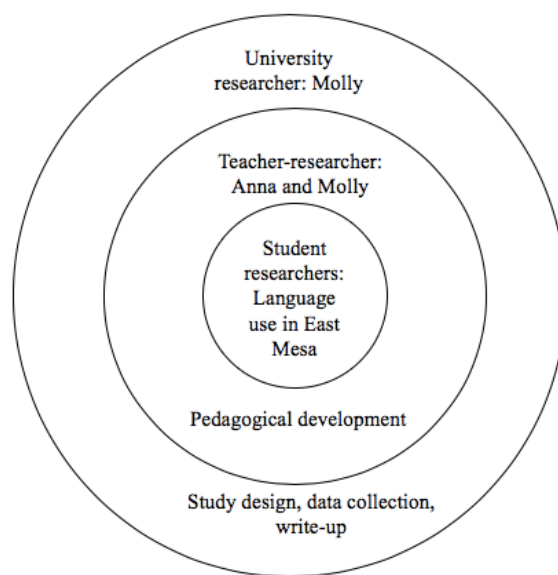 University
researcher: Molly
Teacher-researcher:
Anna and Molly
Student
researchers:
Language
use in East
Mesa
Pedagogical development
Study design, data collection,
write-up